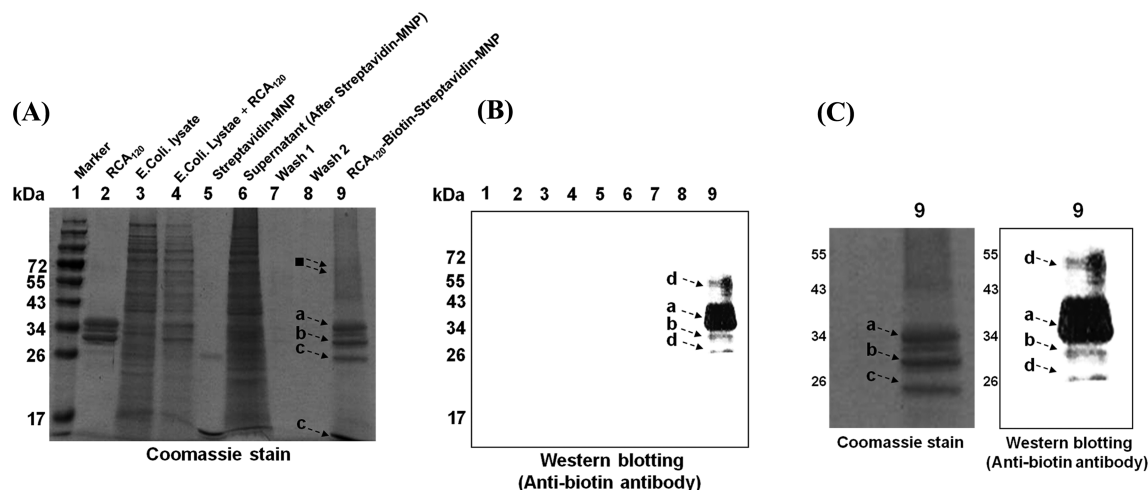 (A)
Marker
RCA120
E.Coli. lysate
E.Coli. Lystae + RCA120
Streptavidin-MNP
Supernatant (After Streptavidin-MNP)
Wash 1
Wash 2
RCA120-Biotin-Streptavidin-MNP
kDa 1 2 3 4 5 6 7 8 9
72
55
43
34
26
17
a
b
c
c
Coomassie stain
(B)
kDa 1 2 3 4 5 6 7 8 9
72
55
43
34
26
17
d
a
b
d
Western blotting
(Anti-biotin antibody)
(C)
9
55
34
26
a
b
c
Coomassie stain
9
55
34
26
d
a
b
d
Western blotting
(Anti-biotin antibody)